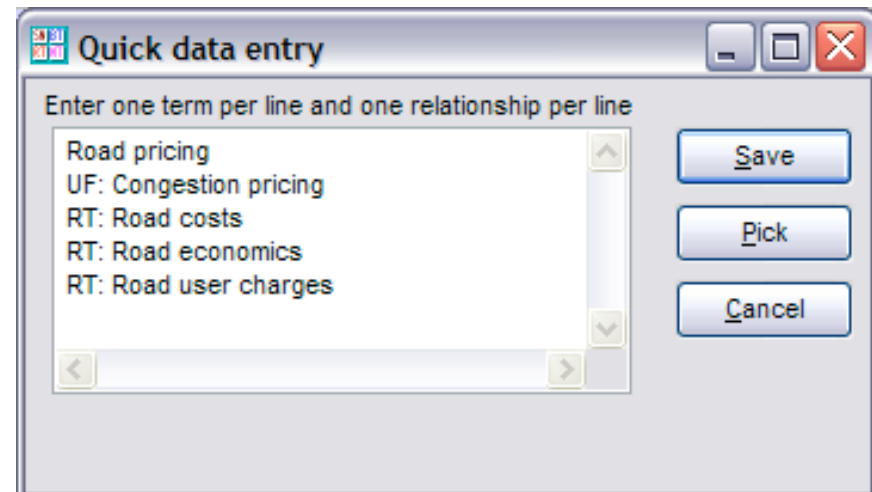 Quick data entry
Enter one term per line and one relationship per line
Road pricing
UF: Congestion pricing
RT: Road costs
RT: Road economics
RT: Road user charges
Save
Pick
Cancel